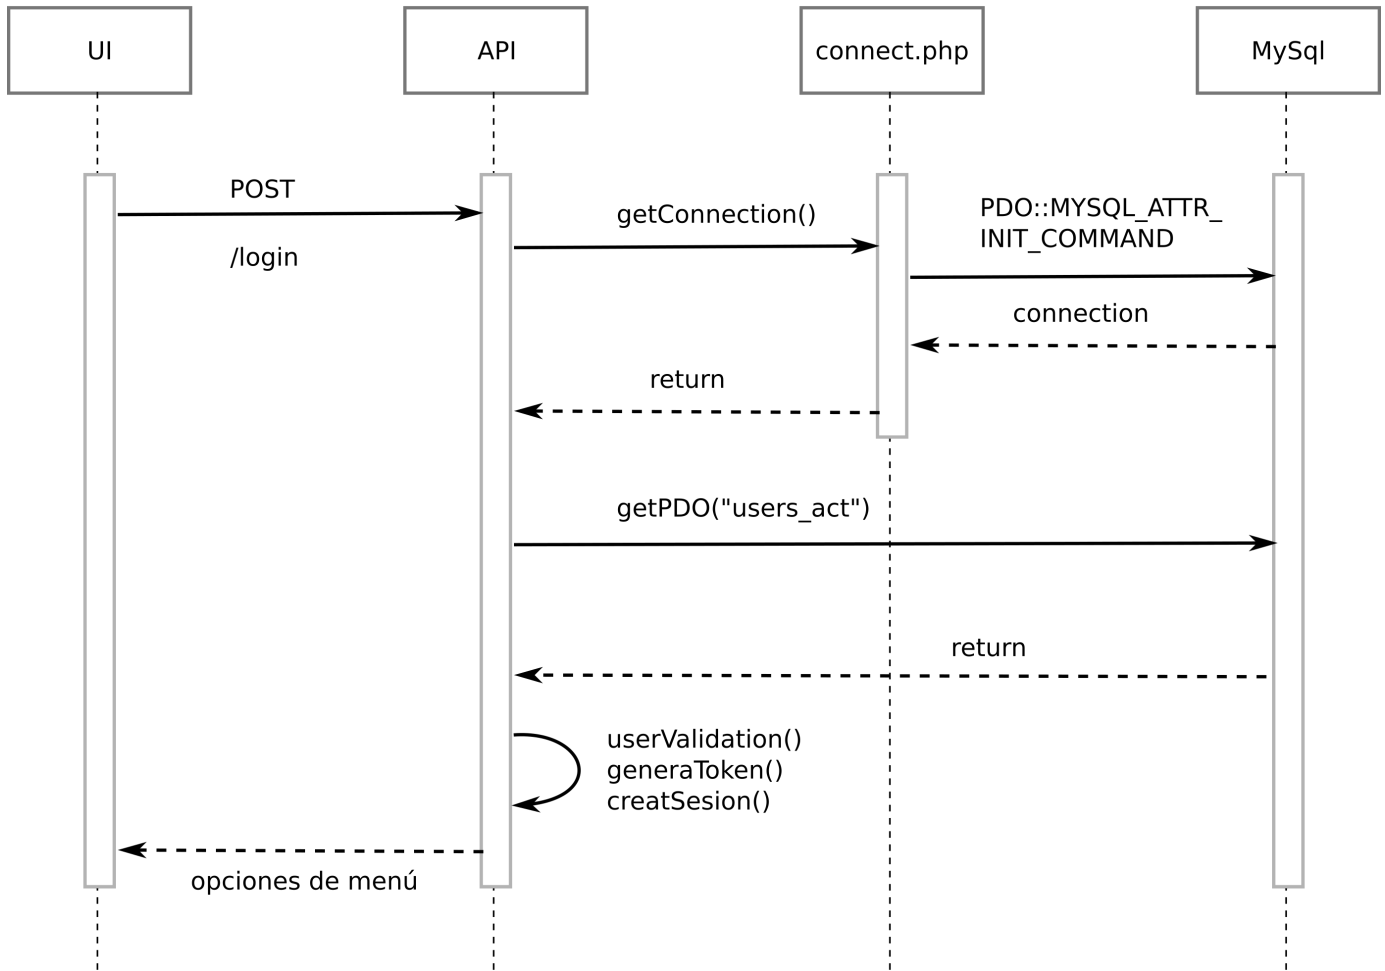 UI
API
connect.php
MySql
POST
/login
getConnection()
PDO::MYSQL_ATTR_
INIT_COMMAND
connection
return
getPDO("users_act")
return
userValidation()
generaToken()
creatSesion()
opciones de menú